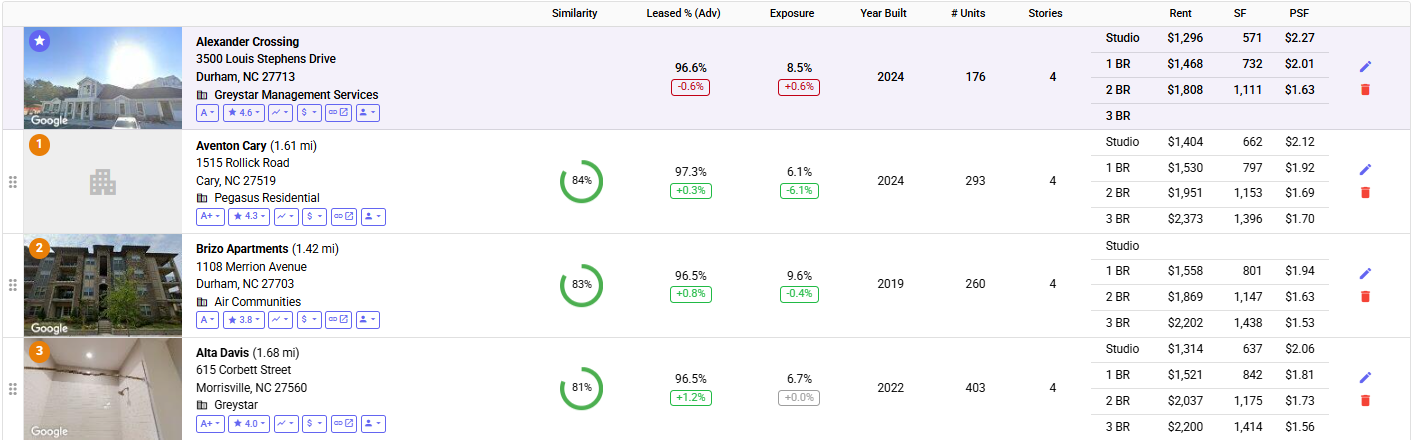 Similarity Leased % (Adv) Exposure Year Built # Units Stories Rent SF PSF
Alexander Crossing
3500 Louis Stephens Drive
Durham, NC 27713
Greystar Management Services
A 4.6 $
Google
96.6% -0.6% 8.5% +0.6% 2024 176 4
Studio $1,296 571 $2.27
1 BR $1,468 732 $2.01
2 BR $1,808 1,111 $1.63
3 BR
1
Aventon Cary (1.61 mi)
1515 Rollick Road
Cary, NC 27519
Pegasus Residential
A+ 4.3 $
84% 97.3% +0.3% 6.1% -6.1% 2024 293 4
Studio $1,404 662 $2.12
1 BR $1,530 797 $1.92
2 BR $1,951 1,153 $1.69
3 BR $2,373 1,396 $1.70
2
Brizo Apartments (1.42 mi)
1108 Merrion Avenue
Durham, NC 27703
Air Communities
A 3.8 $
Google
83% 96.5% +0.8% 9.6% -0.4% 2019 260 4
Studio
1 BR $1,558 801 $1.94
2 BR $1,869 1,147 $1.63
3 BR $2,202 1,438 $1.53
3
Alta Davis (1.68 mi)
615 Corbett Street
Morrisville, NC 27560
Greystar
A+ 4.0 $
Google
81% 96.5% +1.2% 6.7% +0.0% 2022 403 4
Studio $1,314 637 $2.06
1 BR $1,521 842 $1.81
2 BR $2,037 1,175 $1.73
3 BR $2,200 1,414 $1.56